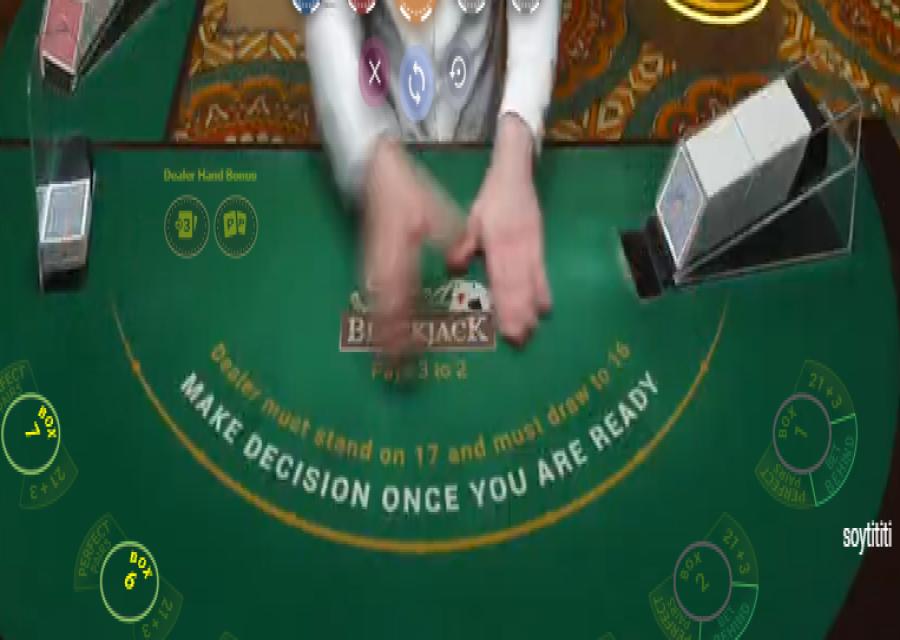 Dealer Hand Bonus
BLACKJACK
Pays 3 to 2
Dealer must stand on 17 and must draw to 16
MAKE DECISION ONCE YOU ARE READY
PERFECT PAIRS
BOX
7
21+3
PERFECT PAIRS
BOX
6
21+3
21+3
BOX
1
BET BEHIND
PERFECT PAIRS
soytititi
21+3
BOX
2
BET BEHIND
PERFECT PAIRS